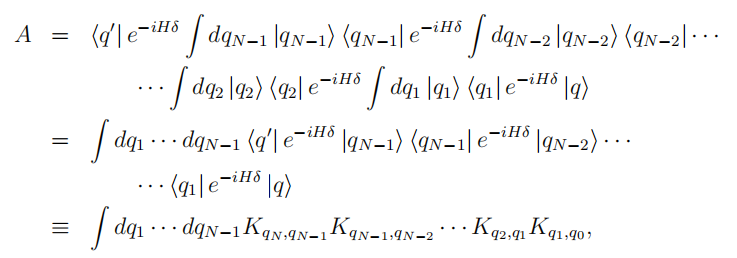 A = ⟨q′| e^{−iHδ} ∫ dq_{N−1} |q_{N−1}⟩ ⟨q_{N−1}| e^{−iHδ} ∫ dq_{N−2} |q_{N−2}⟩ ⟨q_{N−2}| ⋯
⋯ ∫ dq_2 |q_2⟩ ⟨q_2| e^{−iHδ} ∫ dq_1 |q_1⟩ ⟨q_1| e^{−iHδ} |q⟩
= ∫ dq_1 ⋯ dq_{N−1} ⟨q′| e^{−iHδ} |q_{N−1}⟩ ⟨q_{N−1}| e^{−iHδ} |q_{N−2}⟩ ⋯
⋯ ⟨q_1| e^{−iHδ} |q⟩
≡ ∫ dq_1 ⋯ dq_{N−1} K_{q_N,q_{N−1}} K_{q_{N−1},q_{N−2}} ⋯ K_{q_2,q_1} K_{q_1,q_0},